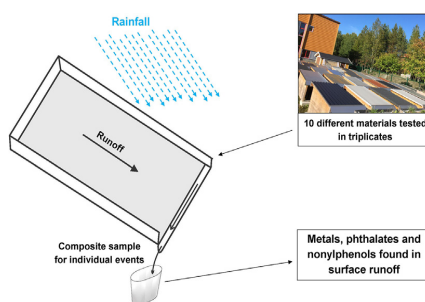 Rainfall
Runoff
10 different materials tested
in triplicates
Composite sample
for individual events
Metals, phthalates and
nonylphenols found in
surface runoff